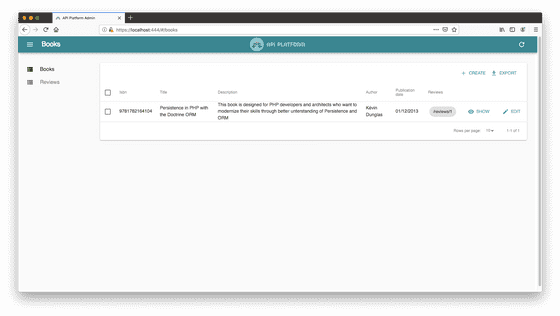 API Platform Admin
https://localhost:444/#/books
Books
API PLATFORM
Books
Reviews
CREATE
EXPORT
Isbn
Title
Description
Author
Publication
date
Reviews
9781782164104
Persistence in PHP with
the Doctrine ORM
This book is designed for PHP developers and architects who want to
modernize their skills through better understanding of Persistence and
ORM
Kévin
Dunglas
01/12/2013
/reviews/1
SHOW
EDIT
Rows per page:
10
1-1 of 1